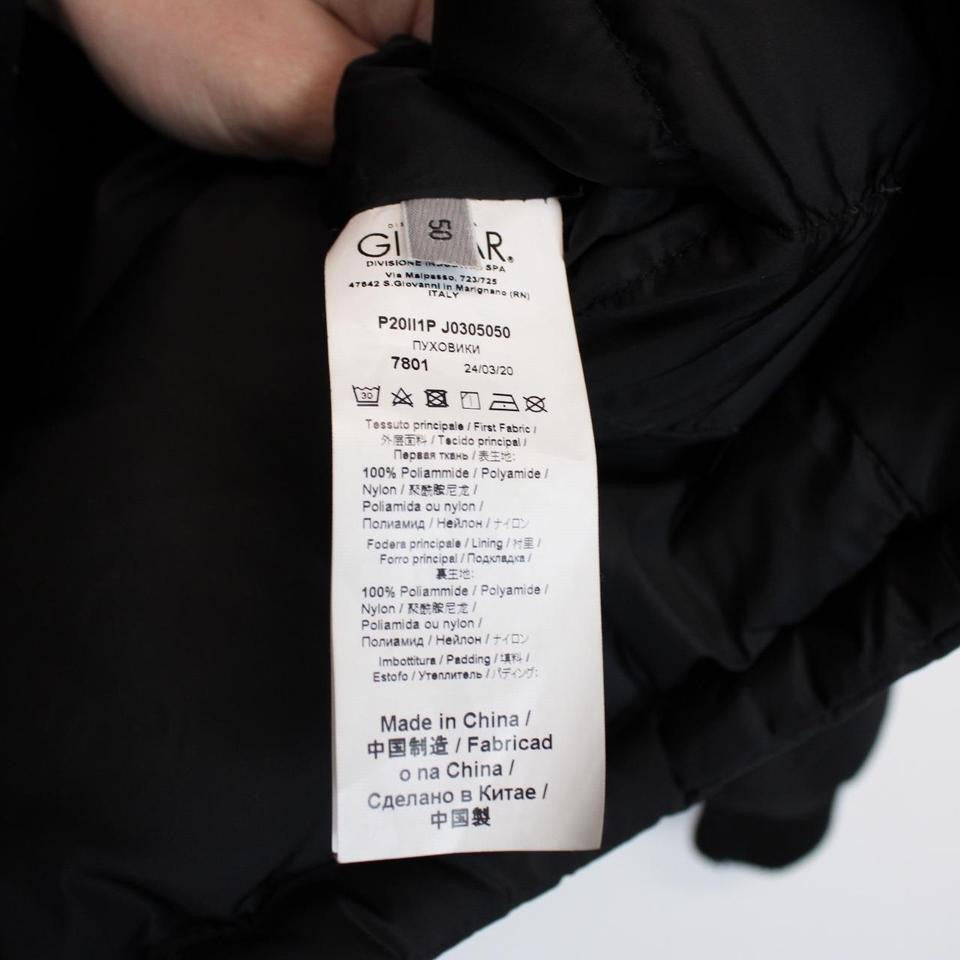 50
GI AR®
DIVISIONE INDUSTRIA SPA
Via Malpasso, 723/725
47842 S.Giovanni in Marignano (RN)
ITALY
P20II1P J0305050
ПУХОВИКИ
7801 24/03/20
30
Tessuto principale / First Fabric /
外层面料 / Tecido principal /
Первая ткань / 表生地:
100% Poliammide / Polyamide /
Nylon / 聚酰胺尼龙 /
Poliamida ou nylon /
Полиамид / Нейлон / ナイロン
Fodera principale / Lining / 衬里 /
Forro principal / Подкладка /
裏生地:
100% Poliammide / Polyamide /
Nylon / 聚酰胺尼龙 /
Poliamida ou nylon /
Полиамид / Нейлон / ナイロン
Imbottitura / Padding / 填料 /
Estofo / Утеплитель / パディング:
Made in China /
中国制造 / Fabricad
o na China /
Сделано в Китае /
中国製